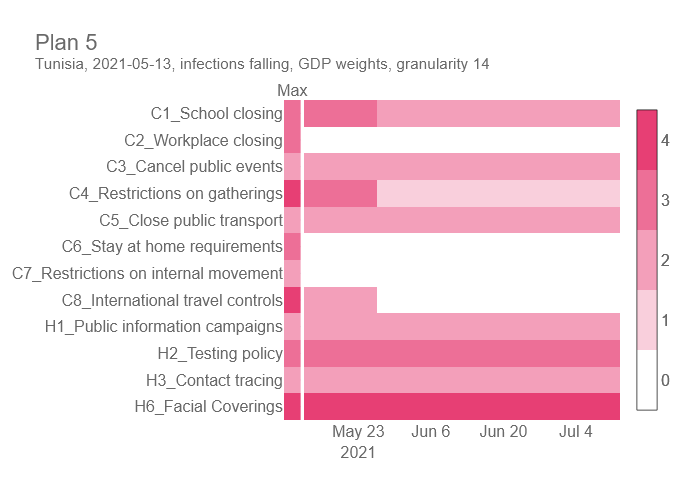 Plan 5
Tunisia, 2021-05-13, infections falling, GDP weights, granularity 14
Max
C1_School closing
C2_Workplace closing
C3_Cancel public events
C4_Restrictions on gatherings
C5_Close public transport
C6_Stay at home requirements
C7_Restrictions on internal movement
C8_International travel controls
H1_Public information campaigns
H2_Testing policy
H3_Contact tracing
H6_Facial Coverings
May 23 Jun 6 Jun 20 Jul 4
2021
4
3
2
1
0